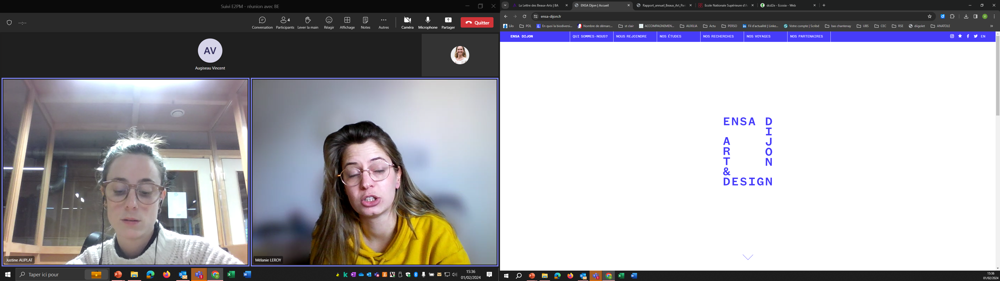 Suivi E2PM - réunion avec BE
--:--
Conversation
4
Participants
Lever la main
Réagir
Affichage
Notes
Autres
Caméra
Microphone
Partager
Quitter
AV
Augiseau Vincent
Justine AUPLAT
Mélanie LEROY
Taper ici pour
15:36
01/02/2024
La Lettre des Beaux-Arts | BA
ENSA Dijon | Accueil
Rapport_annuel_Beaux_Art_Pari
Ecole Nationale Supérieure d'A
dcd2e - Ecosia - Web
ensa-dijon.fr
Lilo
PDL
En quoi la biodiversi...
Nombre de démarc...
st clair
ACCOMPAGNEMEN...
AUXILIA
Actu
PERSO
Fil d'actualité | Linke...
Votre compte | Scribd
bas chantenay
UBS
CEC
RSE
diigolet
ANATOLE
ENSA DIJON
QUI SOMMES-NOUS?
NOUS REJOINDRE
NOS ÉTUDES
NOS RECHERCHES
NOS VOYAGES
NOS PARTENAIRES
EN
ENSA DIJON
ART & DESIGN
15:36
01/02/2024